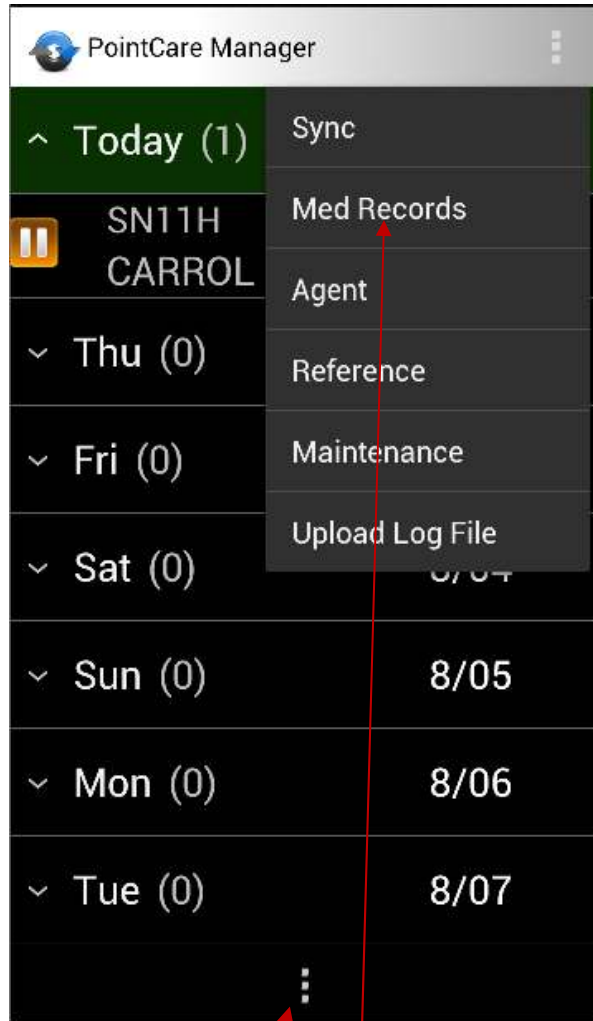 PointCare Manager
Today (1)
Sync
SN11H
CARROL
Med Records
Agent
Thu (0)
Reference
Fri (0)
Maintenance
Upload Log File
Sat (0)
Sun (0) 8/05
Mon (0) 8/06
Tue (0) 8/07